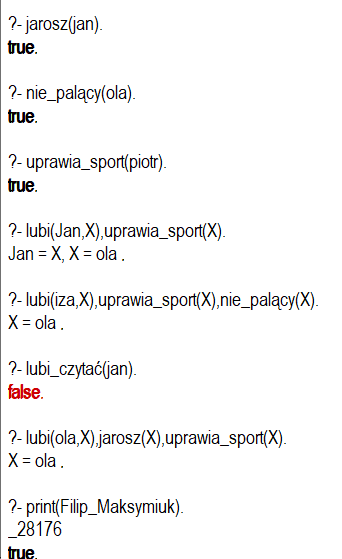 ?- jarosz(jan).
true.
?- nie_palący(ola).
true.
?- uprawia_sport(piotr).
true.
?- lubi(Jan,X),uprawia_sport(X).
Jan = X, X = ola .
?- lubi(iza,X),uprawia_sport(X),nie_palący(X).
X = ola .
?- lubi_czytać(jan).
false.
?- lubi(ola,X),jarosz(X),uprawia_sport(X).
X = ola .
?- print(Filip_Maksymiuk).
_28176
true.